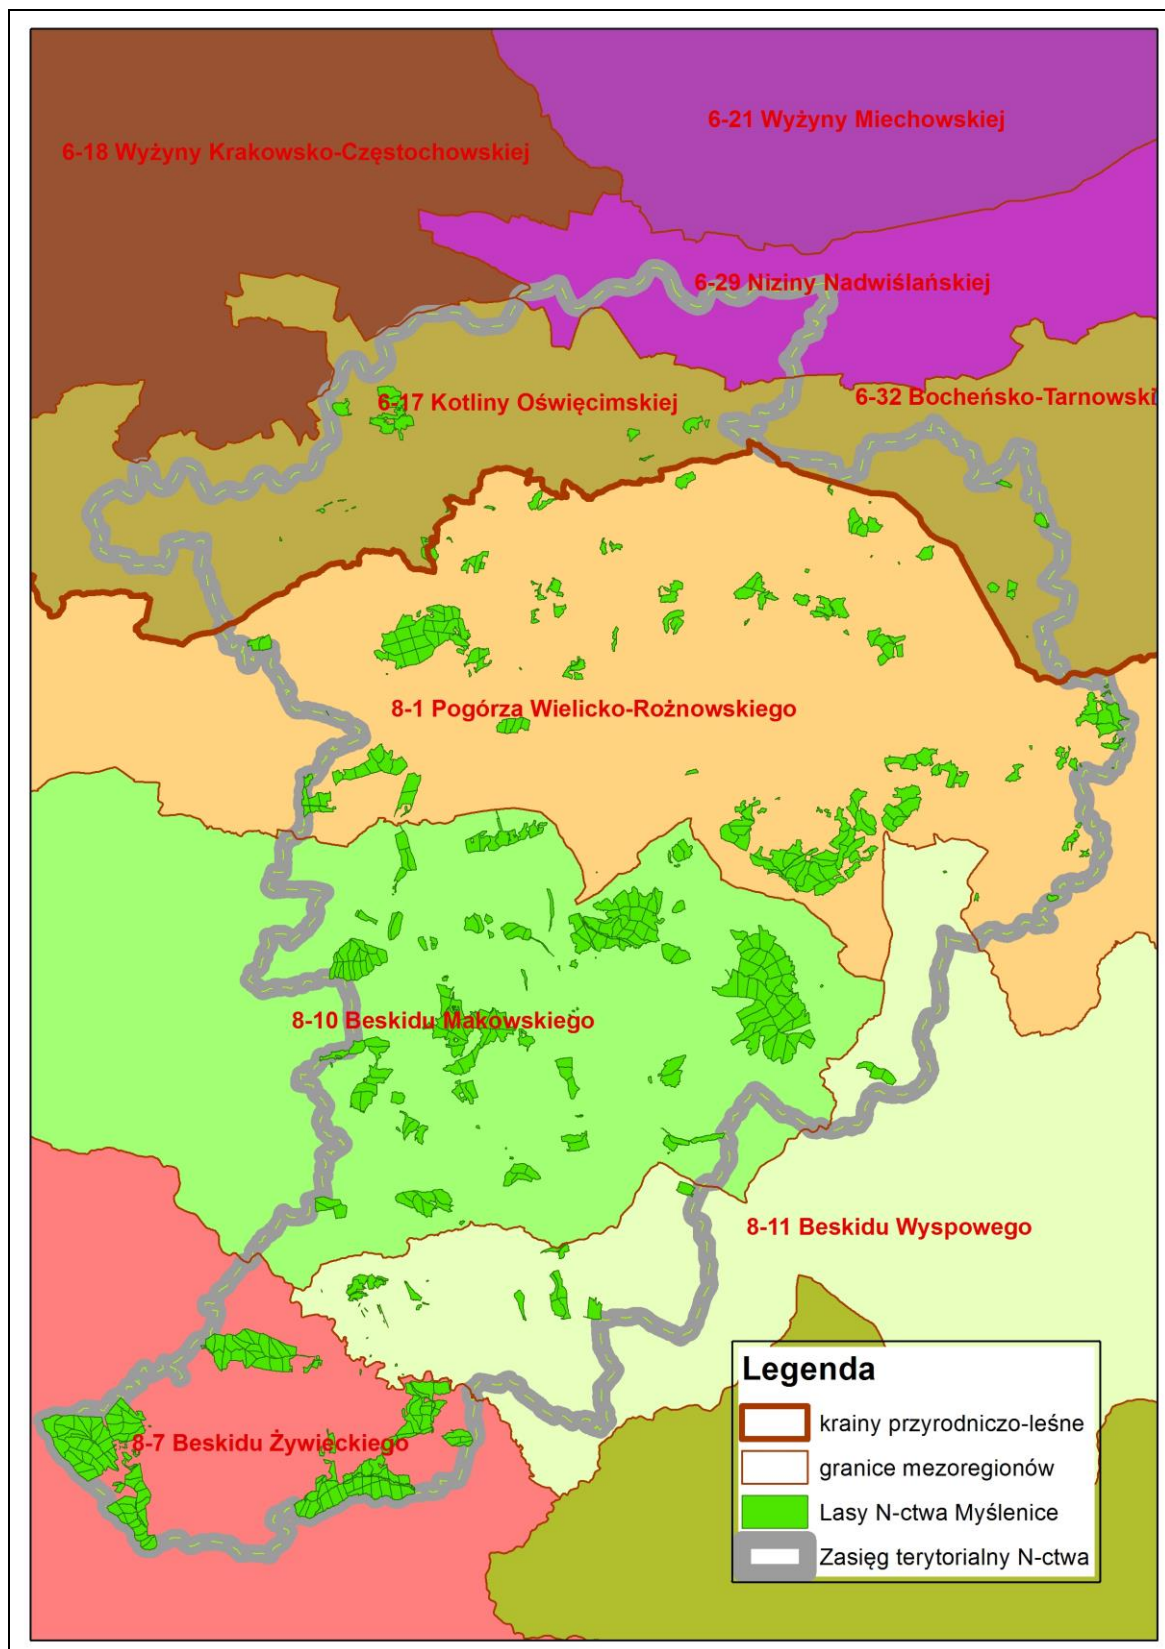 6-21 Wyżyny Miechowskiej
6-18 Wyżyny Krakowsko-Częstochowskiej
6-29 Niziny Nadwiślańskiej
6-17 Kotliny Oświęcimskiej
6-32 Bocheńsko-Tarnowski
8-1 Pogórza Wielicko-Rożnowskiego
8-10 Beskidu Makowskiego
8-11 Beskidu Wyspowego
8-7 Beskidu Żywieckiego
Legenda
krainy przyrodniczo-leśne
granice mezoregionów
Lasy N-ctwa Myślenice
Zasięg terytorialny N-ctwa